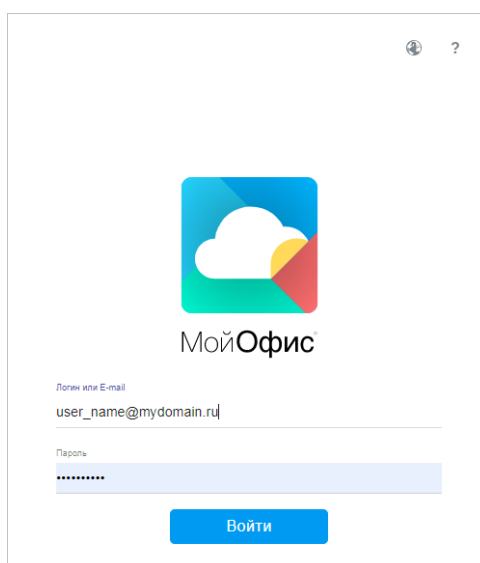 ?
МойОфис
Логин или E-mail
user_name@mydomain.ru
Пароль
••••••••••
Войти